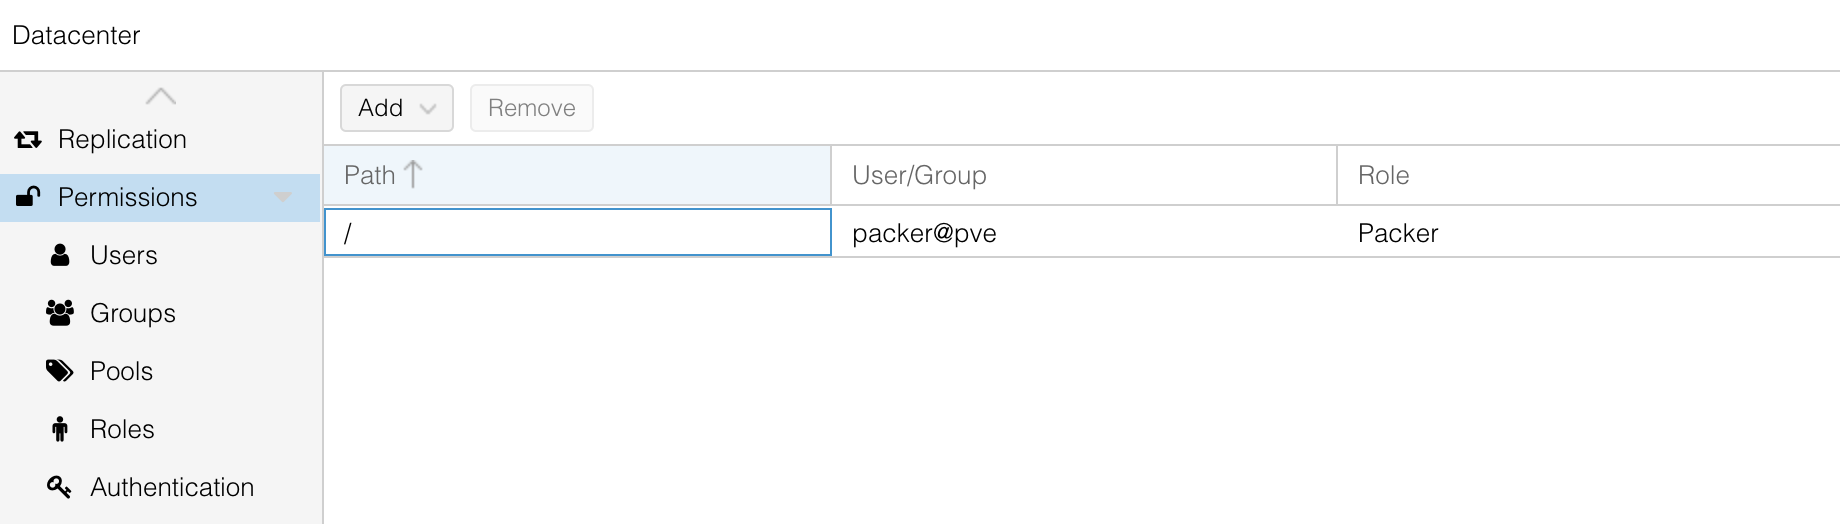 Datacenter
Replication
Permissions
Users
Groups
Pools
Roles
Authentication
Add Remove
Path User/Group Role
/ packer@pve Packer